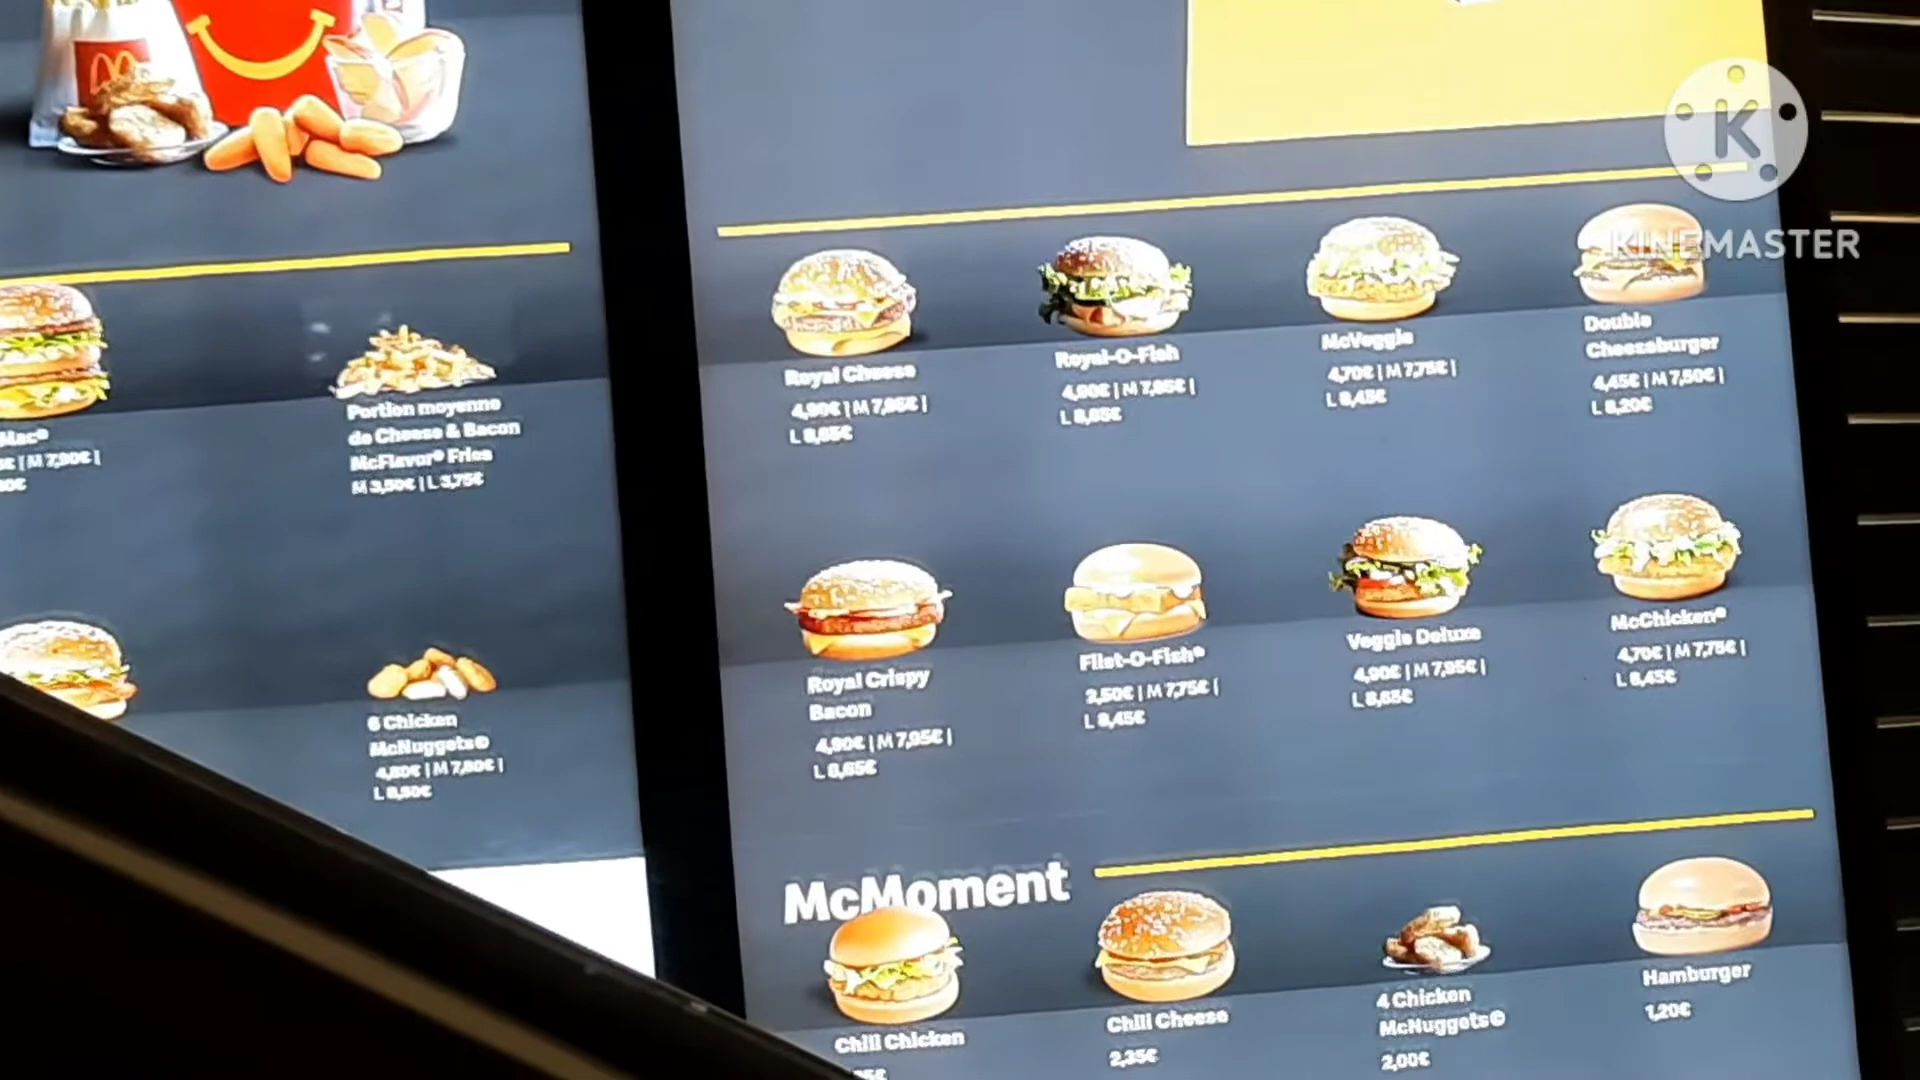 K
KINEMASTER
Mac®
€ | M 7,90€ |
Portion moyenne
de Cheese & Bacon
McFlavor® Fries
M 3,50€ | L 3,75€
6 Chicken
McNuggets©
4,80€ | M 7,80€ |
L 8,50€
Royal Cheese
4,90€ | M 7,95€ |
L 8,65€
Royal-O-Fish
4,90€ | M 7,95€ |
L 8,65€
McVeggie
4,70€ | M 7,75€ |
L 8,45€
Double
Cheeseburger
4,45€ | M 7,50€ |
L 8,20€
Royal Crispy
Bacon
4,90€ | M 7,95€ |
L 8,65€
Filet-O-Fish®
M 7,75€ |
L 8,45€
Veggie Deluxe
4,90€ | M 7,95€ |
L 8,65€
McChicken®
4,70€ | M 7,75€ |
L 8,45€
McMoment
Chili Chicken
Chili Cheese
2,35€
4 Chicken
McNuggets©
2,00€
Hamburger
1,20€